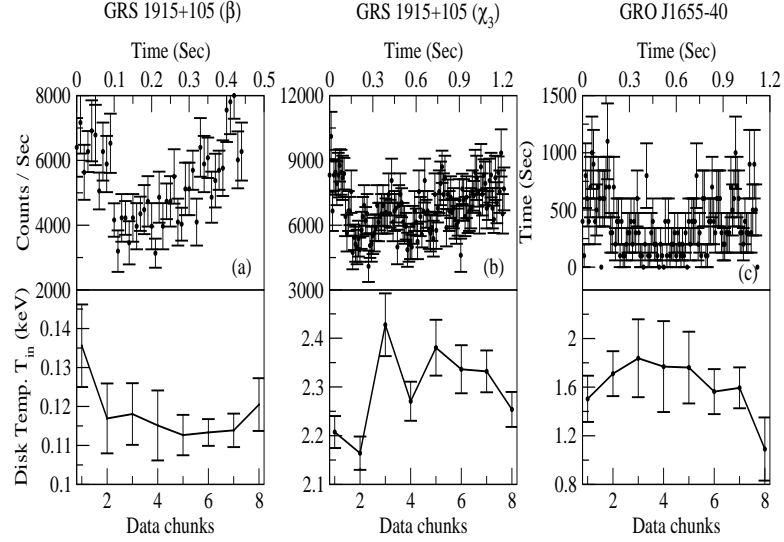 GRS 1915+105 (β) GRS 1915+105 (χ3) GRO J1655-40
Time (Sec) Time (Sec) Time (Sec)
0 0.1 0.2 0.3 0.4 0.5 0 0.3 0.6 0.9 1.2 0 0.3 0.6 0.9 1.2
8000 12000 1500
Counts / Sec
6000 9000 1000
Time (Sec)
4000 6000 500
(a) (b) (c)
0
2000 3000
Disk Temp. T_in (keV)
0.14 2.4 2
0.13
2.3 1.6
0.12
2.2 1.2
0.11
0.1 2.1 0.8
2 4 6 8 2 4 6 8 2 4 6 8
Data chunks Data chunks Data chunks